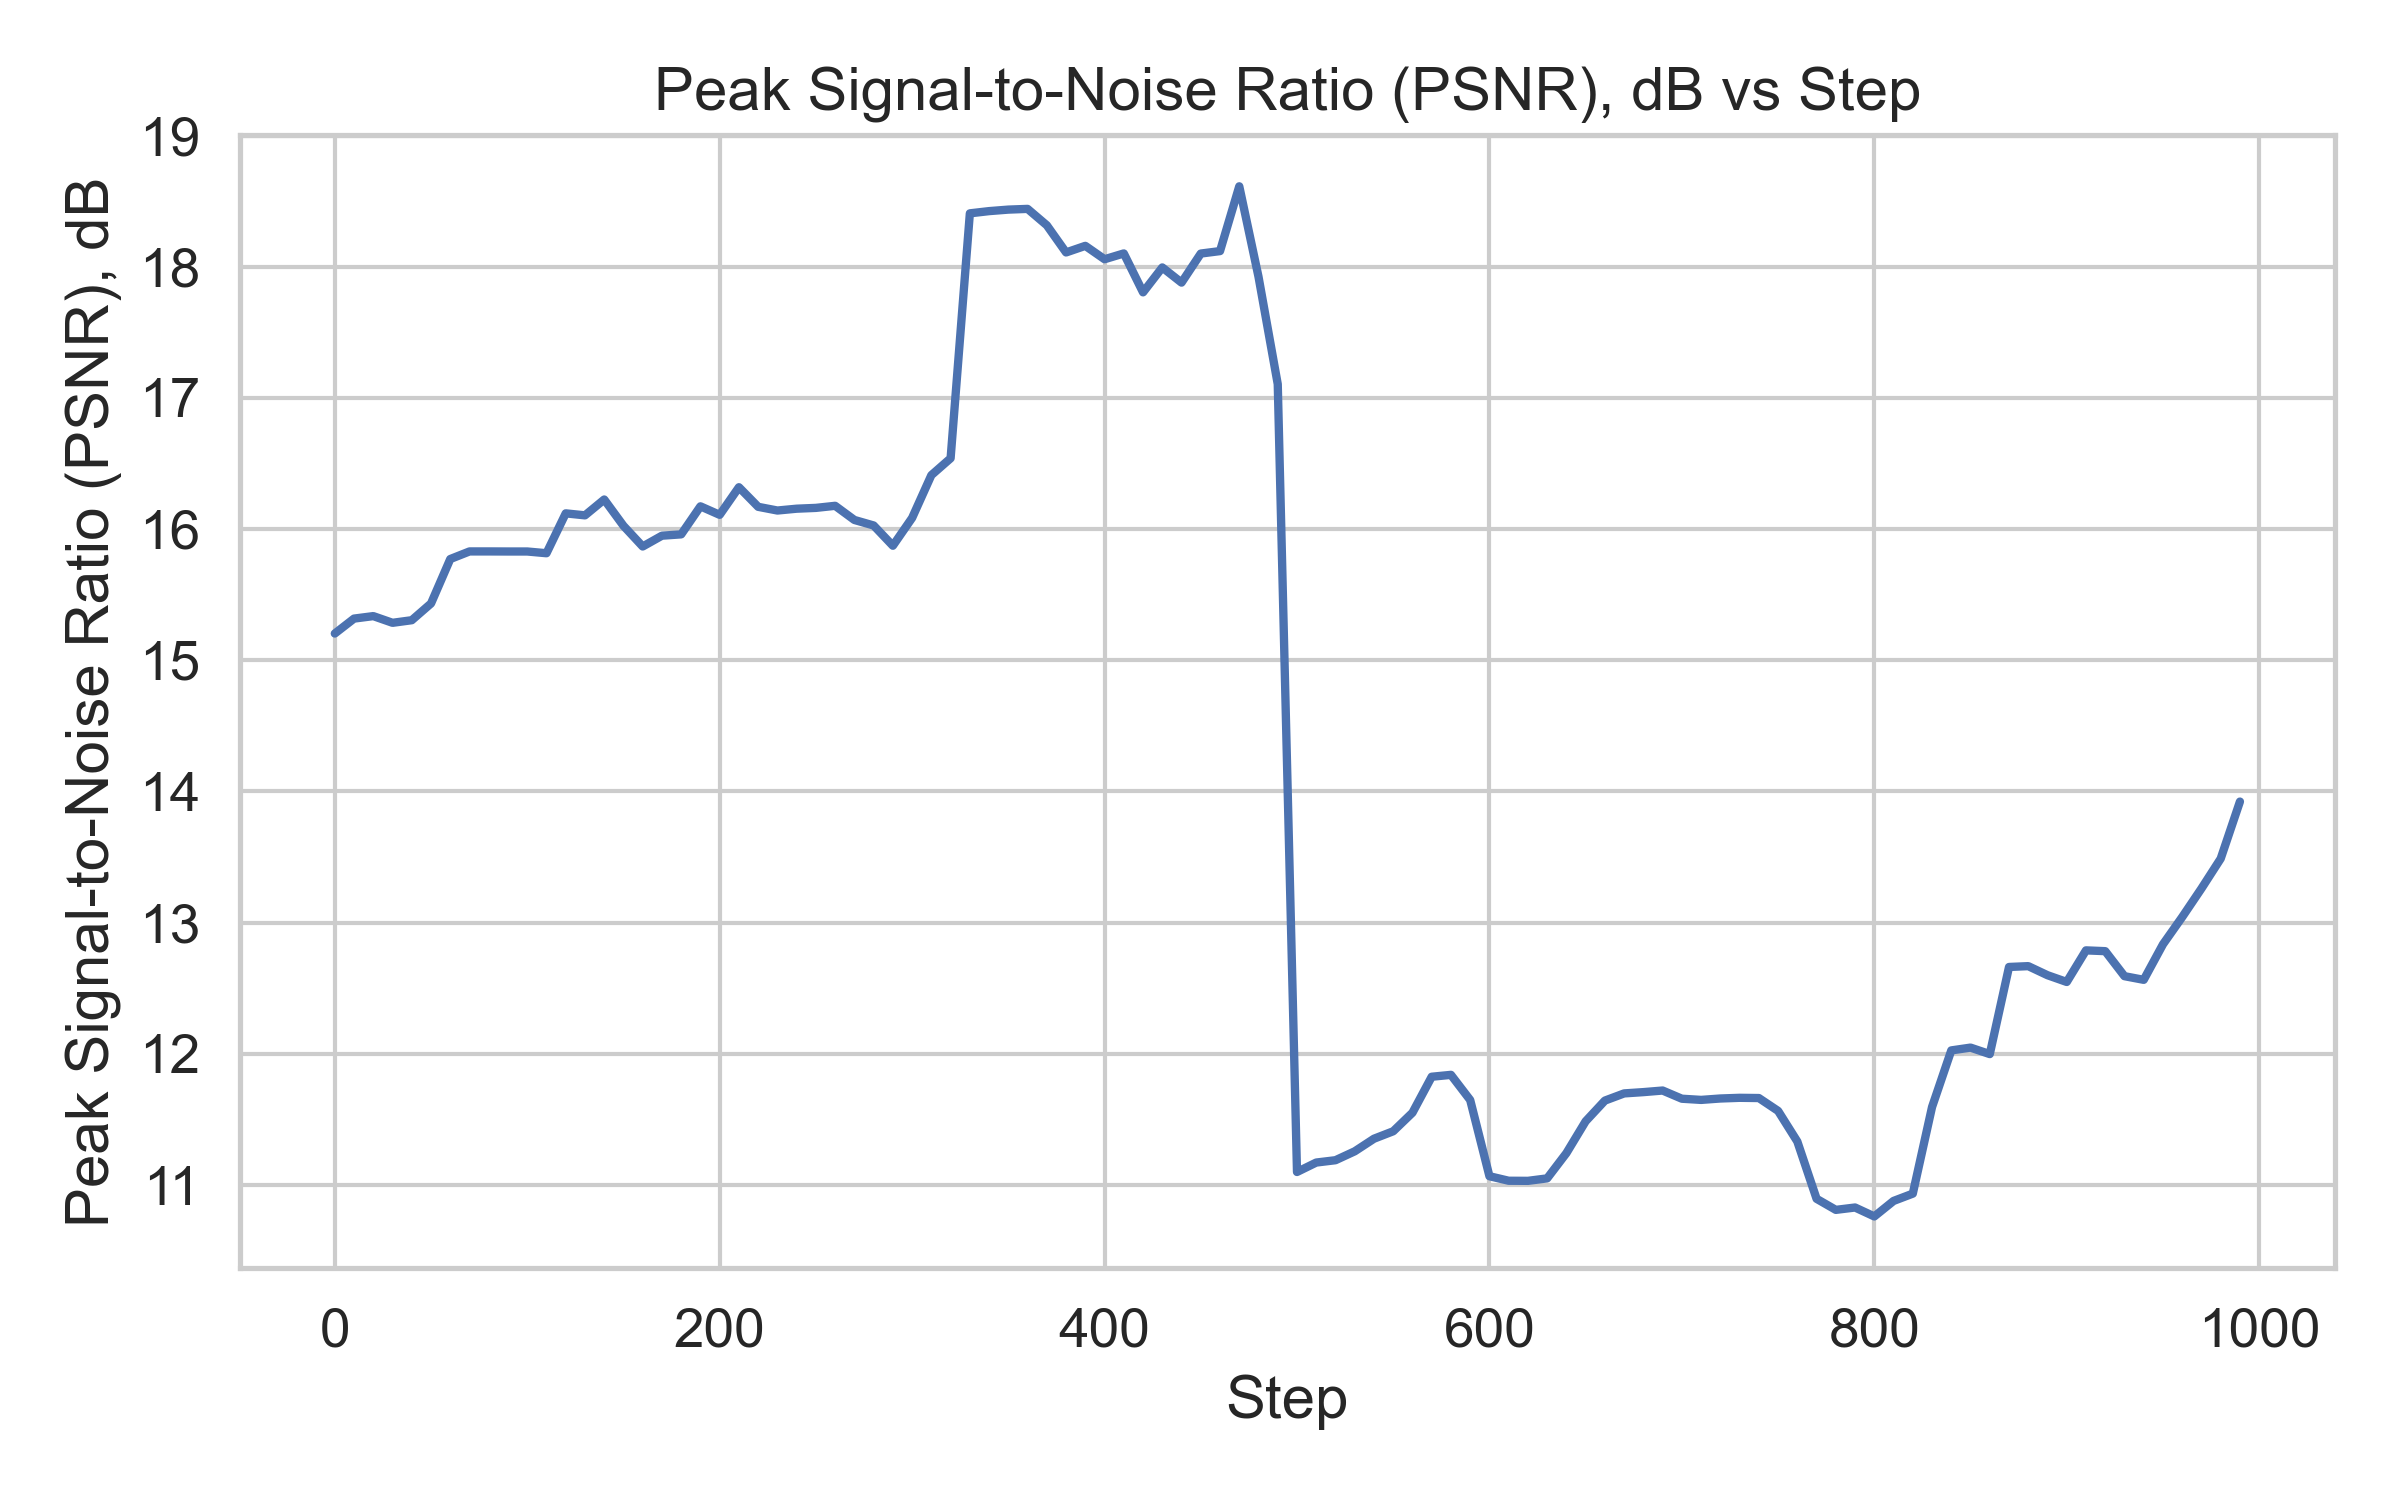 Peak Signal-to-Noise Ratio (PSNR), dB vs Step
Peak Signal-to-Noise Ratio (PSNR), dB
19
18
17
16
15
14
13
12
11
0 200 400 600 800 1000
Step